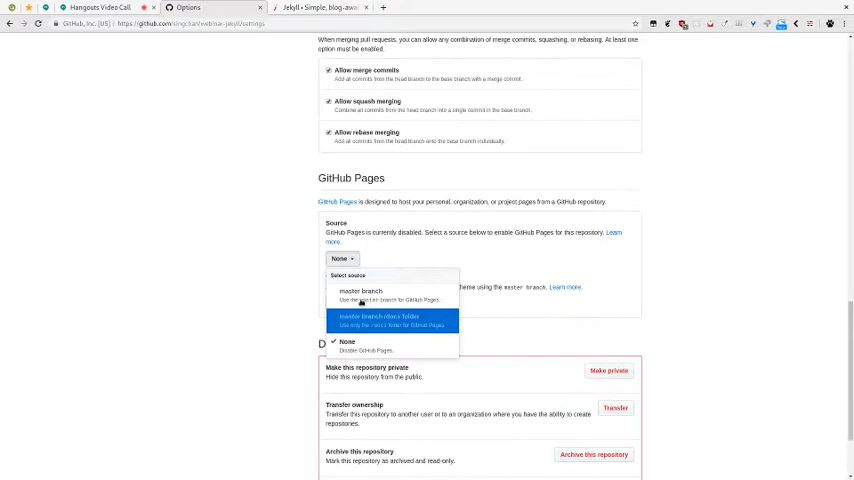 Hangouts Video Call
Options
Jekyll • Simple, blog-awa
GitHub, Inc. [US] https://github.com/singchan/webinar-jekyll/settings
When merging pull requests, you can allow any combination of merge commits, squashing, or rebasing. At least one
option must be enabled.
Allow merge commits
Add all commits from the head branch to the base branch with a merge commit.
Allow squash merging
Combine all commits from the head branch into a single commit in the base branch.
Allow rebase merging
Add all commits from the head branch onto the base branch individually.
GitHub Pages
GitHub Pages is designed to host your personal, organization, or project pages from a GitHub repository.
Source
GitHub Pages is currently disabled. Select a source below to enable GitHub Pages for this repository. Learn
more.
None
Select source
master branch
Use the master branch for GitHub Pages.
heme using the master branch. Learn more.
master branch /docs folder
Use only the /docs folder for GitHub Pages.
None
Disable GitHub Pages.
D
Make this repository private
Hide this repository from the public.
Make private
Transfer ownership
Transfer this repository to another user or to an organization where you have the ability to create
repositories.
Transfer
Archive this repository
Mark this repository as archived and read-only.
Archive this repository